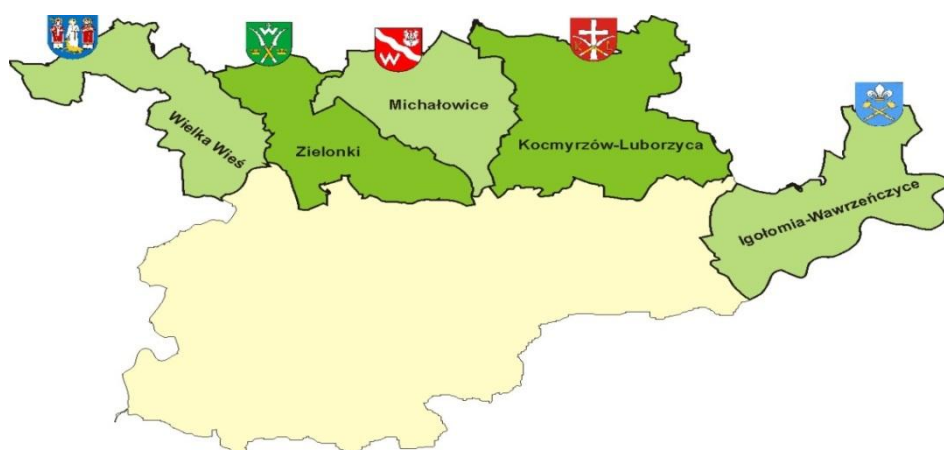 Wielka Wieś
Zielonki
Michałowice
Kocmyrzów-Luborzyca
Igołomia-Wawrzeńczyce